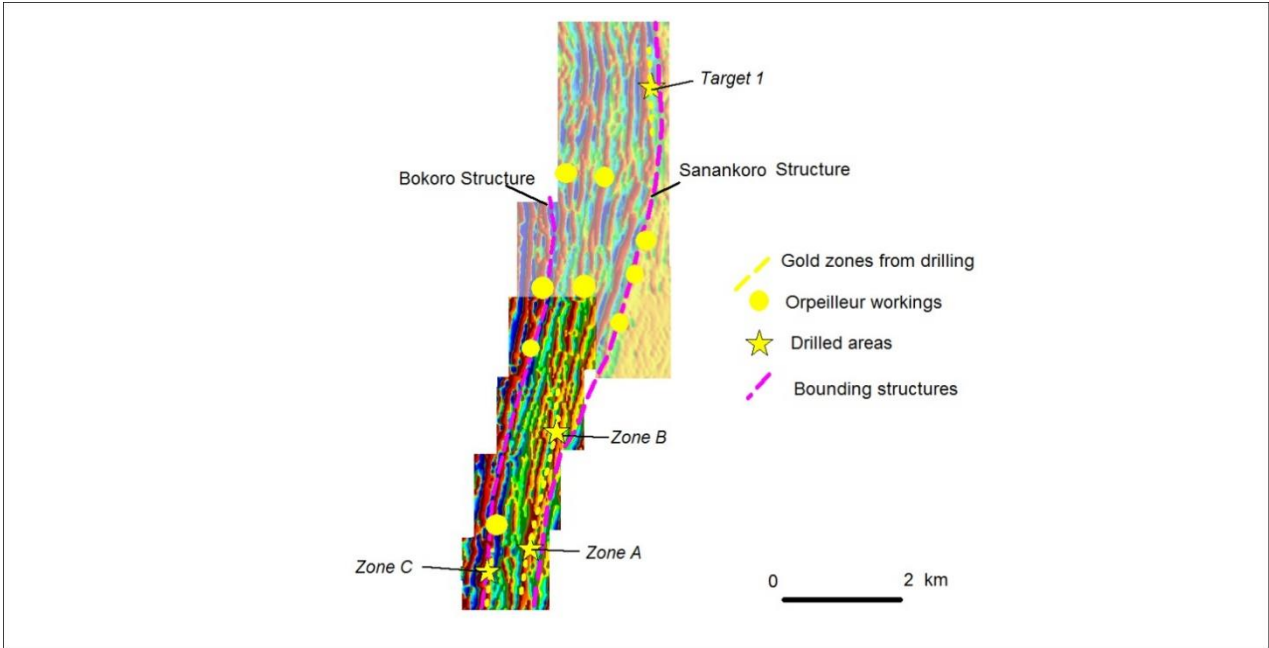 Target 1
Bokoro Structure
Sanankoro Structure
Gold zones from drilling
Orpeilleur workings
Drilled areas
Bounding structures
Zone B
Zone A
Zone C
0 2 km